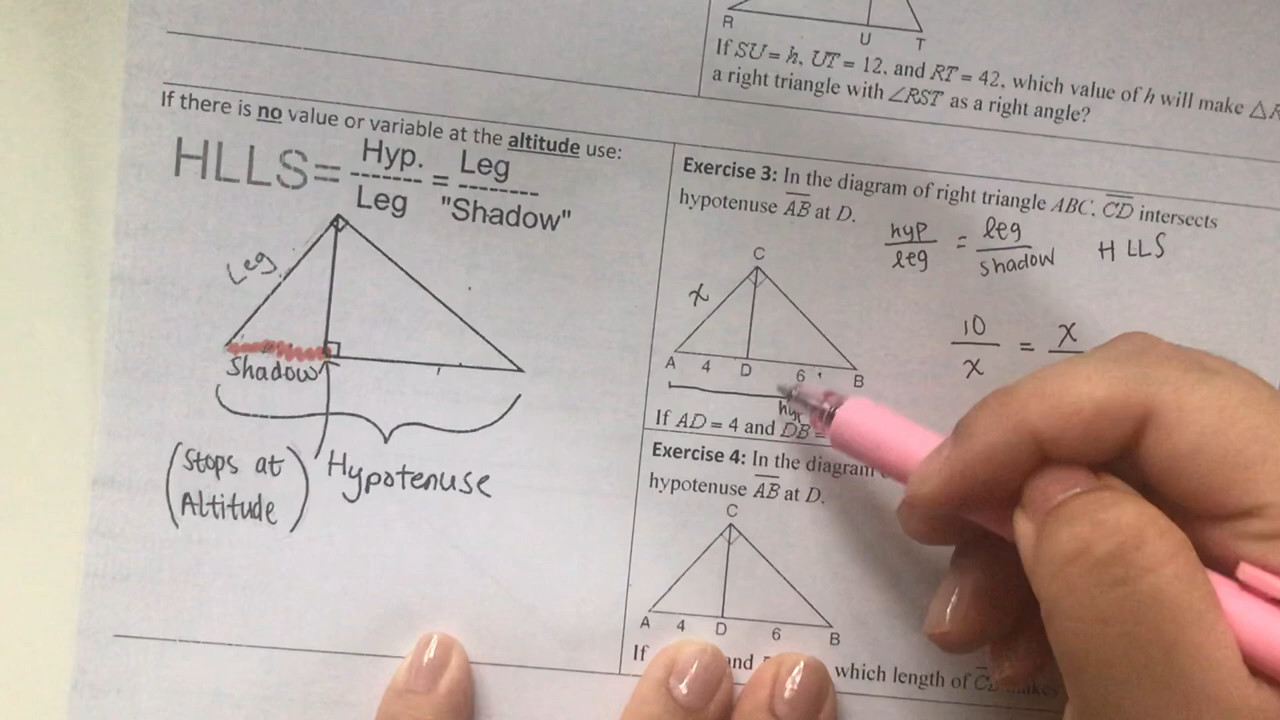 R
U
T
If SU = h, UT = 12, and RT = 42, which value of h will make △R
a right triangle with ∠RST as a right angle?
If there is no value or variable at the altitude use:
HLLS = Hyp. = Leg
Leg "Shadow"
Leg
Shadow
(Stops at
Altitude)
Hypotenuse
Exercise 3: In the diagram of right triangle ABC, CD intersects
hypotenuse AB at D.
hyp = leg HLLS
leg shadow
C
x
A 4 D 6 B
10 = x
x
hyp
If AD = 4 and DB =
Exercise 4: In the diagram
hypotenuse AB at D.
C
A 4 D 6 B
If and which length of makes